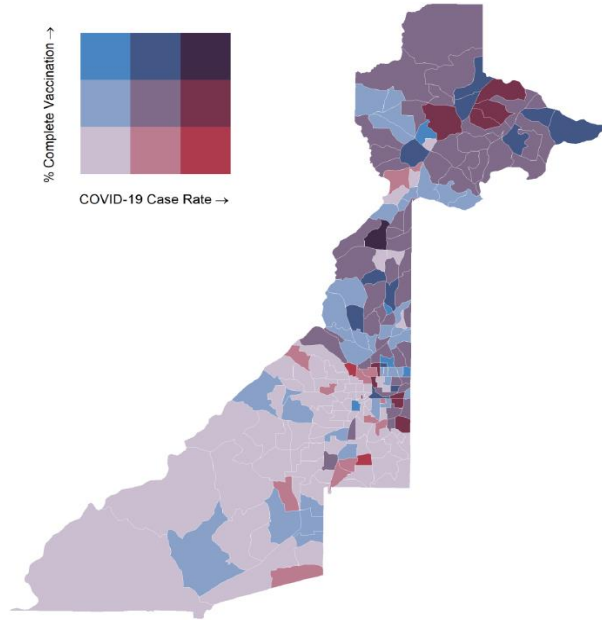 % Complete Vaccination →
COVID-19 Case Rate →